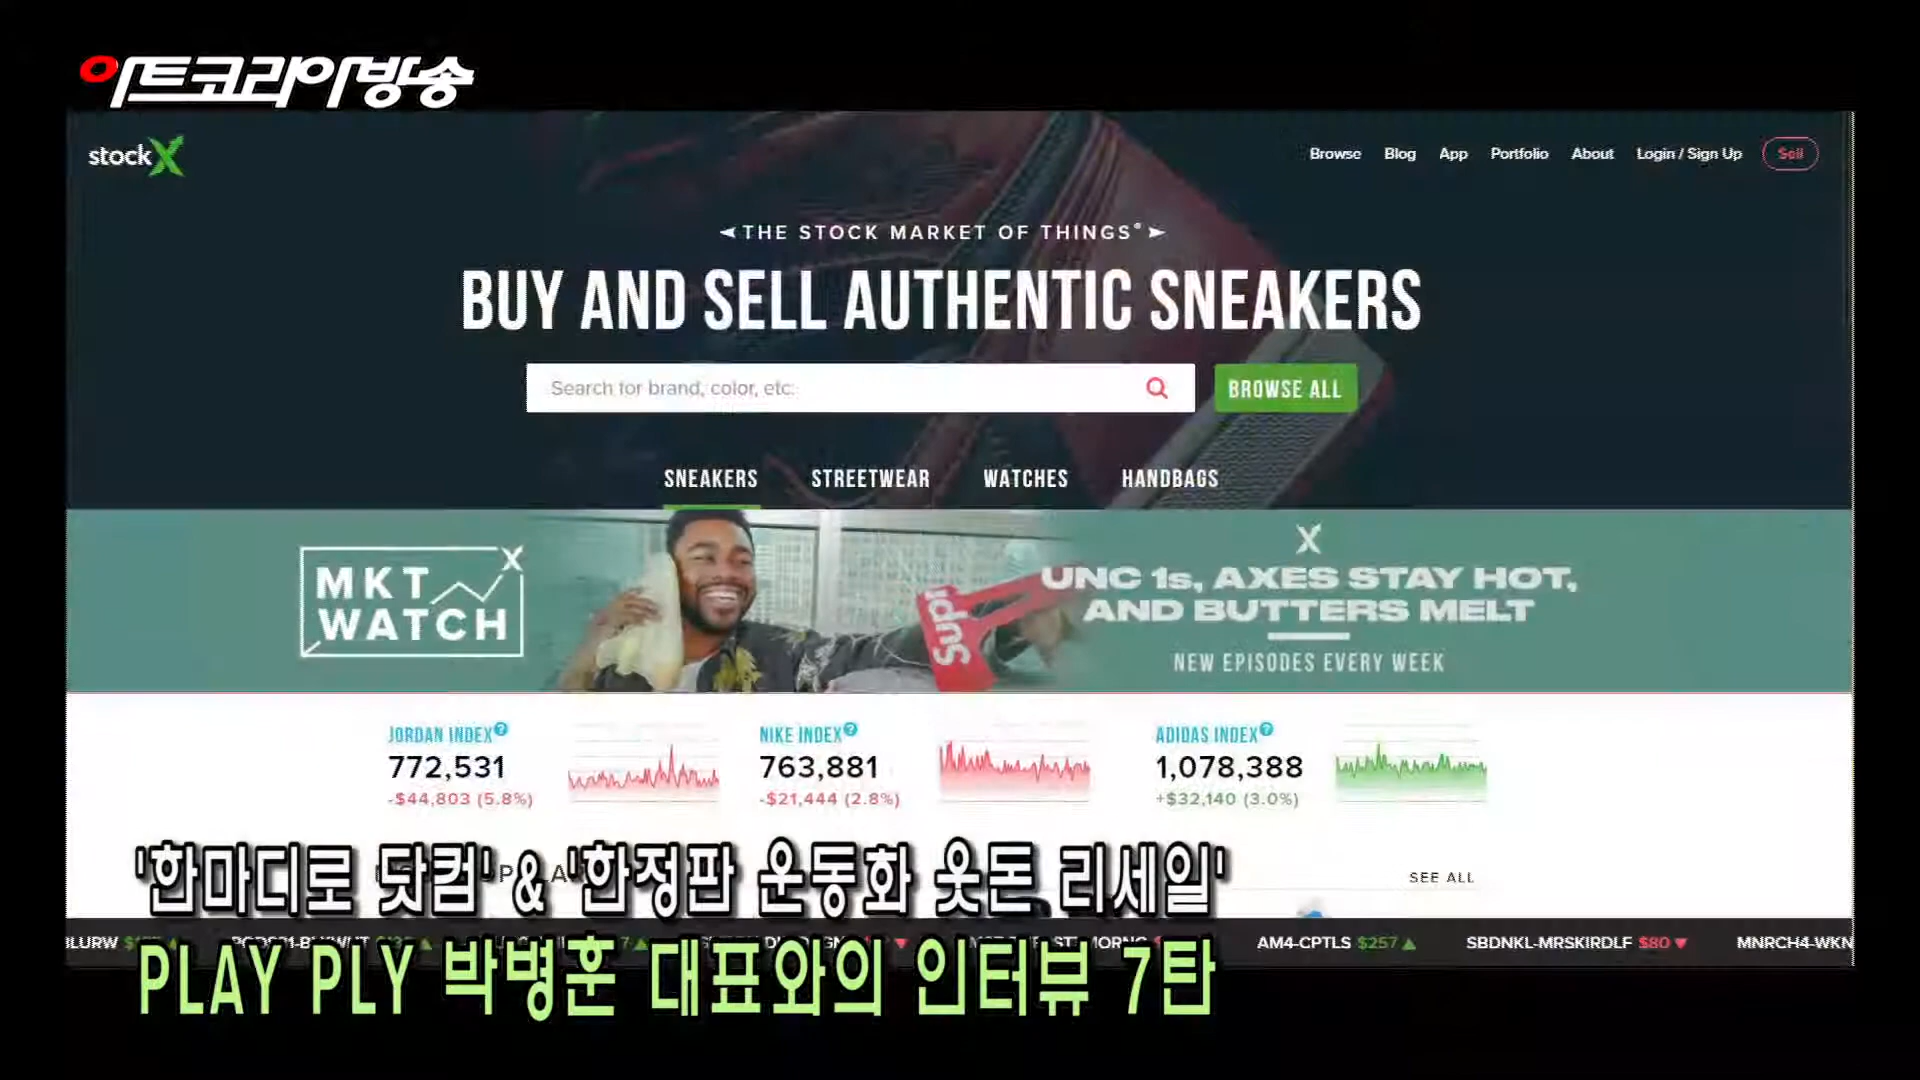 아트코리아방송
stockX
Browse Blog App Portfolio About Login / Sign Up Sell
THE STOCK MARKET OF THINGS®
BUY AND SELL AUTHENTIC SNEAKERS
Search for brand, color, etc.
BROWSE ALL
SNEAKERS STREETWEAR WATCHES HANDBAGS
MKT WATCH
X
UNC 1s, AXES STAY HOT,
AND BUTTERS MELT
NEW EPISODES EVERY WEEK
Supr
JORDAN INDEX?
772,531
-$44,803 (5.8%)
NIKE INDEX?
763,881
-$21,444 (2.8%)
ADIDAS INDEX?
1,078,388
+$32,140 (3.0%)
'한마디로 닷컴' & '한정판 운동화 웃돈 리세일'
SEE ALL
AM4-CPTLS $257 ▲ SBDNKL-MRSKIRDLF $80 ▼ MNRCH4-WKN
PLAY PLY 박병훈 대표와의 인터뷰 7탄